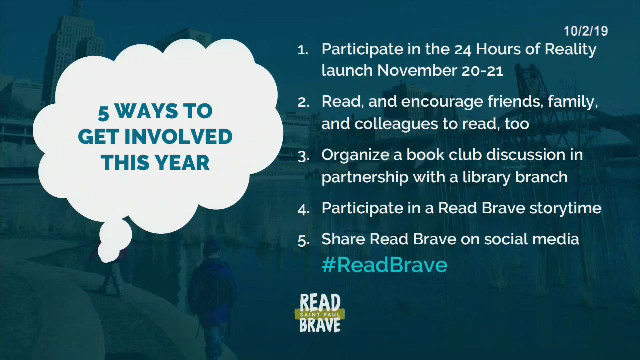 10/2/19
5 WAYS TO
GET INVOLVED
THIS YEAR
1. Participate in the 24 Hours of Reality
launch November 20-21
2. Read, and encourage friends, family,
and colleagues to read, too
3. Organize a book club discussion in
partnership with a library branch
4. Participate in a Read Brave storytime
5. Share Read Brave on social media
#ReadBrave
READ
SAINT PAUL
BRAVE